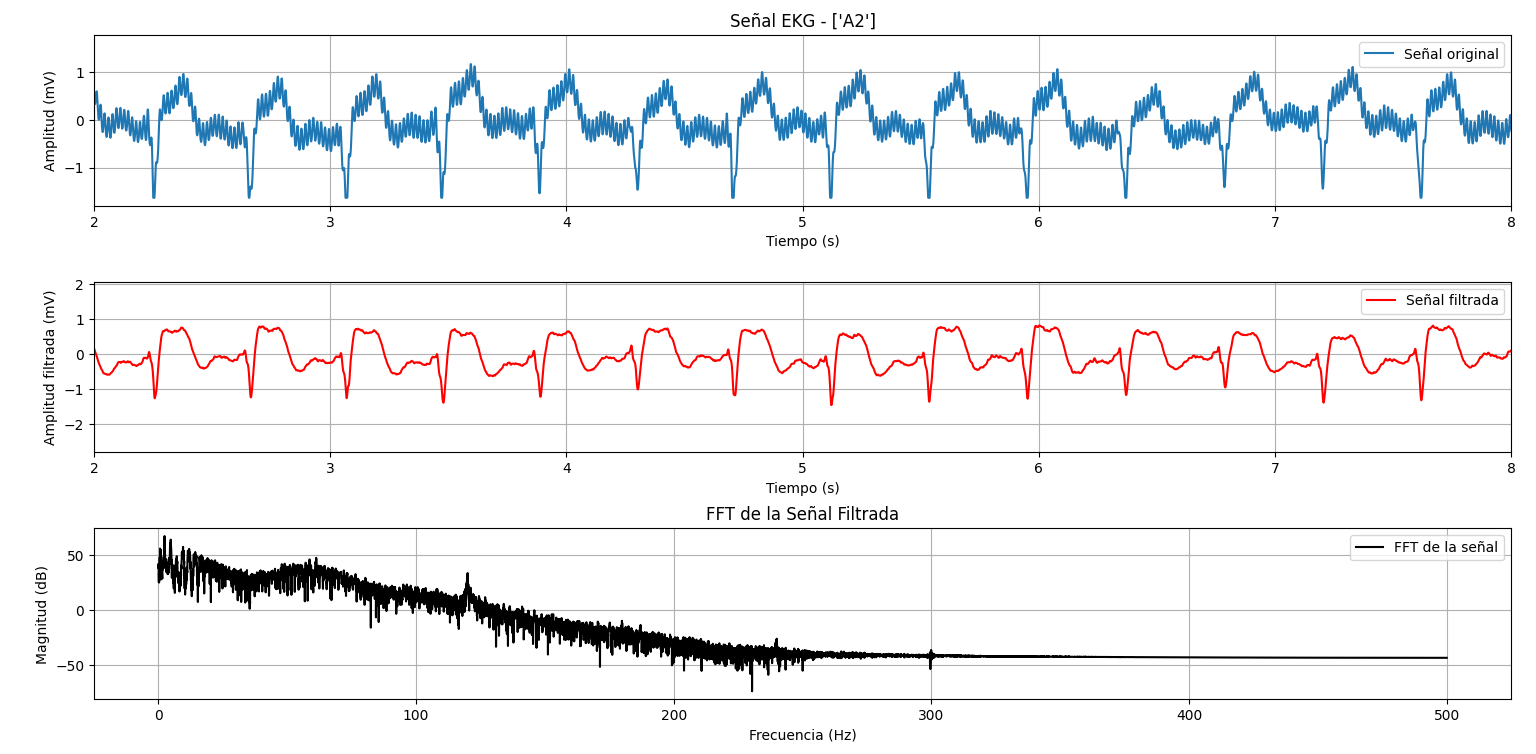 Señal EKG - ['A2']
Señal original
Amplitud (mV)
1
0
−1
2 3 4 5 6 7 8
Tiempo (s)
Señal filtrada
Amplitud filtrada (mV)
2
1
0
−1
−2
2 3 4 5 6 7 8
Tiempo (s)
FFT de la Señal Filtrada
FFT de la señal
Magnitud (dB)
50
0
−50
0 100 200 300 400 500
Frecuencia (Hz)